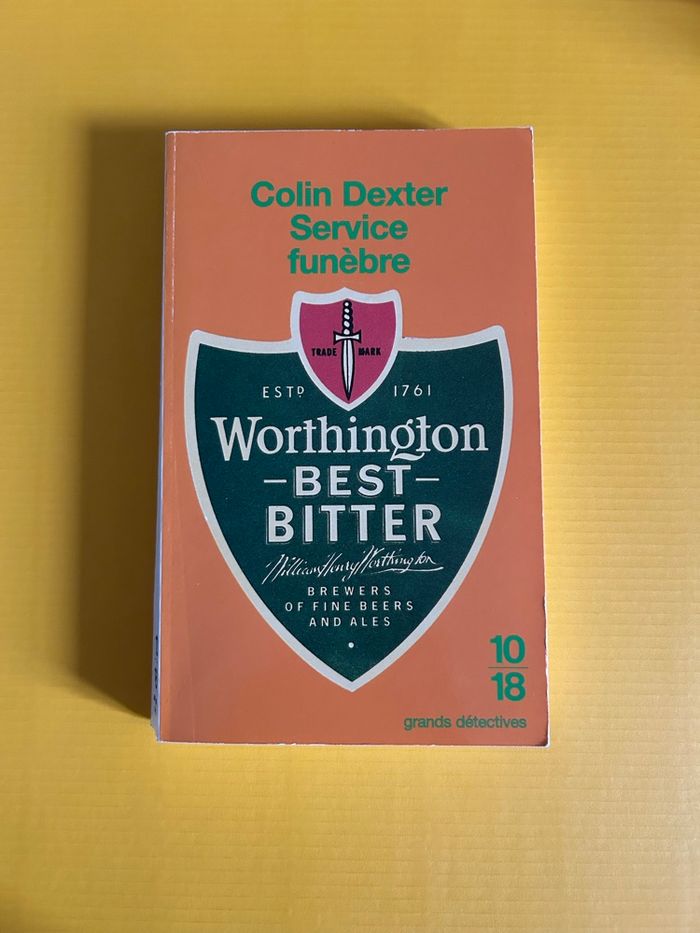 Colin Dexter
Service
funèbre
TRADE MARK
ESTD 1761
Worthington
BEST
BITTER
William Henry Worthington
BREWERS
OF FINE BEERS
AND ALES
10
18
grands détectives